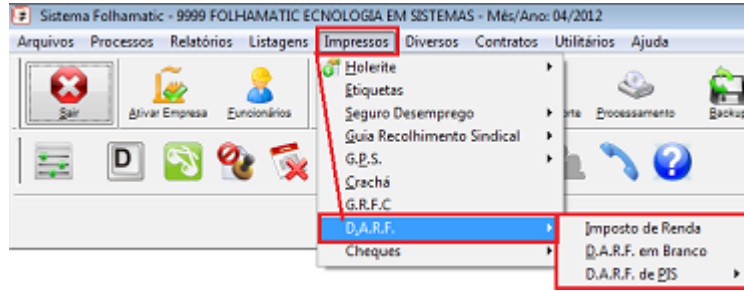 Sistema Folhamatic - 9999 FOLHAMATIC ECNOLOGIA EM SISTEMAS - Mês/Ano: 04/2012
Arquivos Processos Relatórios Listagens Impressos Diversos Contratos Utilitários Ajuda
Sair Ativar Empresa Funcionários Processamento Backup
Holerite
Etiquetas
Seguro Desemprego
Guia Recolhimento Sindical
G.P.S.
Crachá
G.R.F.C
D.A.R.F.
Cheques
Imposto de Renda
D.A.R.F. em Branco
D.A.R.F. de PIS
D